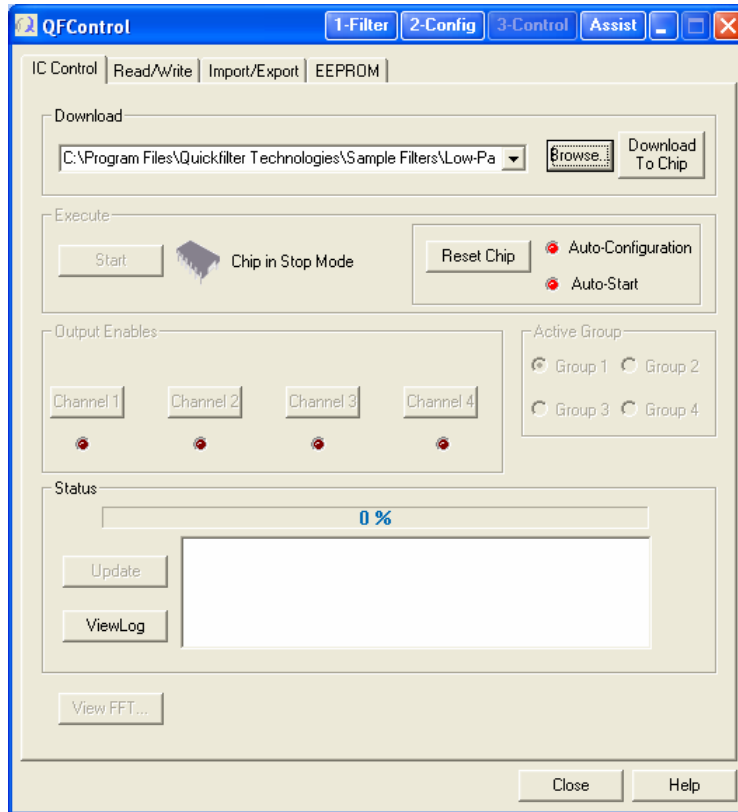 QFControl 1-Filter 2-Config 3-Control Assist
IC Control Read/Write Import/Export EEPROM
Download
C:\Program Files\Quickfilter Technologies\Sample Filters\Low-Pa Browse... Download
To Chip
Execute
Start Chip in Stop Mode Reset Chip Auto-Configuration
Auto-Start
Output Enables Active Group
Group 1 Group 2
Channel 1 Channel 2 Channel 3 Channel 4
Group 3 Group 4
Status
0 %
Update
ViewLog
View FFT...
Close Help